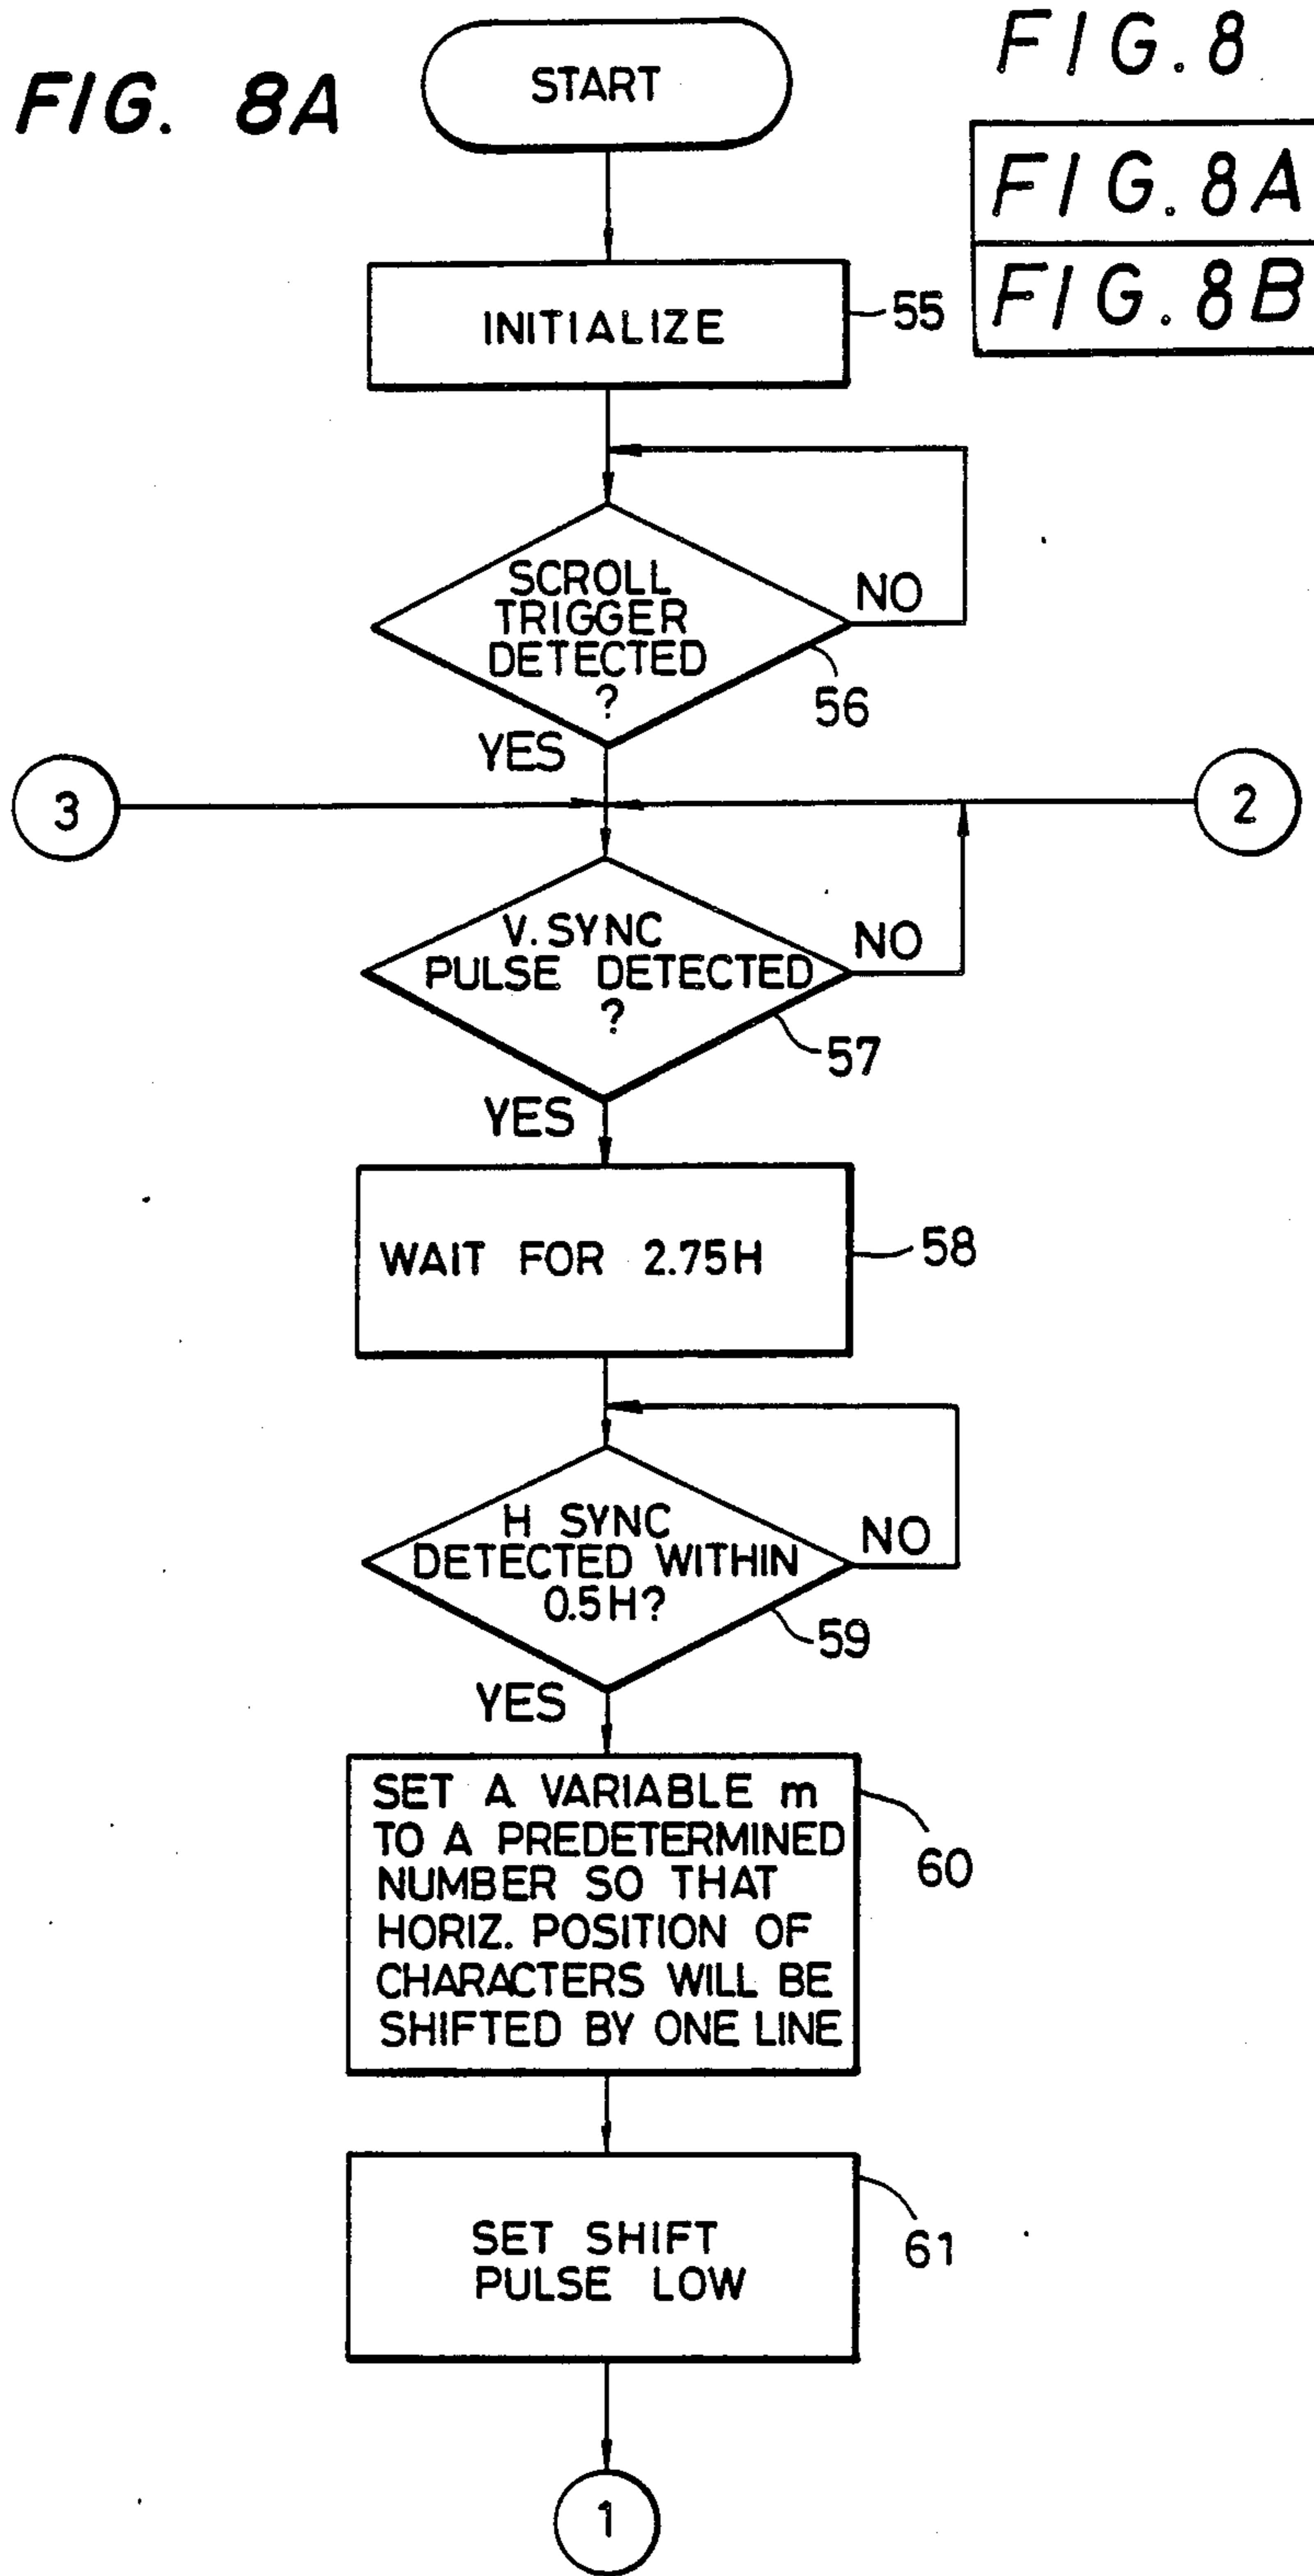 FIG. 8A
START
FIG. 8
FIG. 8A
FIG. 8B
INITIALIZE
55
SCROLL
TRIGGER
DETECTED
?
NO
56
YES
3
2
V. SYNC
PULSE DETECTED
?
NO
57
YES
WAIT FOR 2.75H
58
H SYNC
DETECTED WITHIN
0.5H?
NO
59
YES
SET A VARIABLE m
TO A PREDETERMINED
NUMBER SO THAT
HORIZ. POSITION OF
CHARACTERS WILL BE
SHIFTED BY ONE LINE
60
SET SHIFT
PULSE LOW
61
1